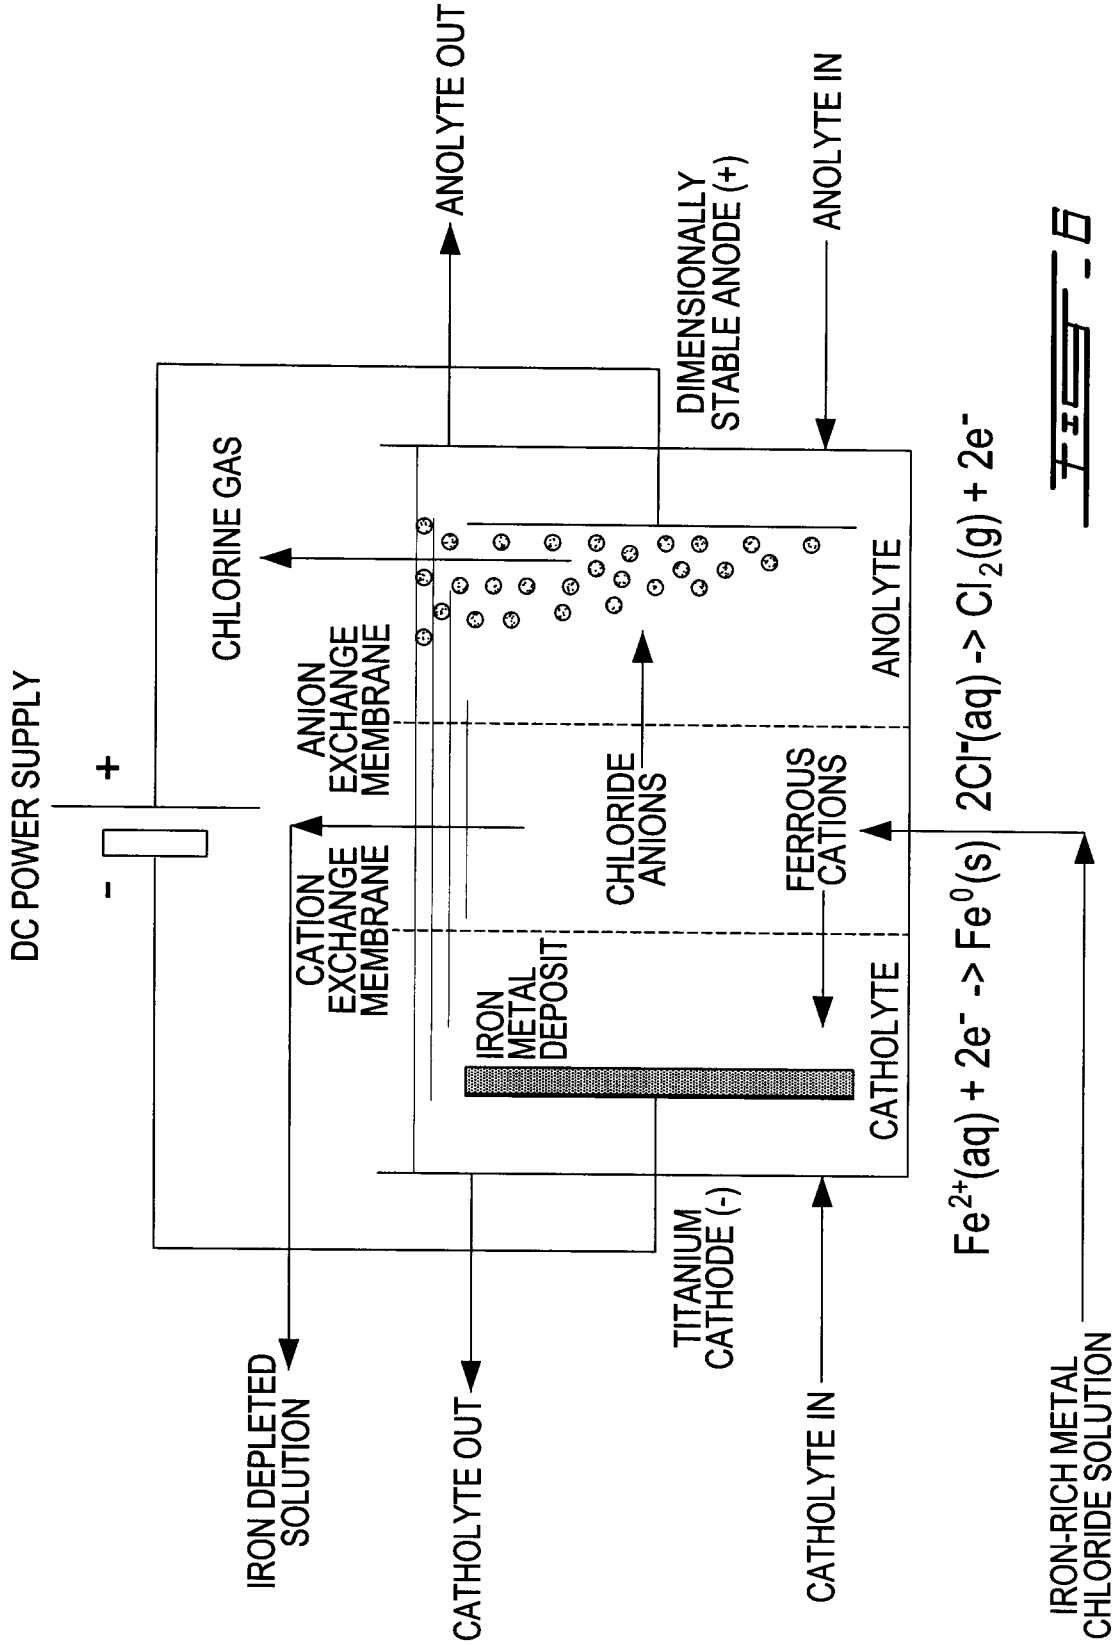 DC POWER SUPPLY
- +
CHLORINE GAS
IRON DEPLETED
SOLUTION
CATION
EXCHANGE
MEMBRANE
ANION
EXCHANGE
MEMBRANE
CATHOLYTE OUT
ANOLYTE OUT
IRON
METAL
DEPOSIT
CHLORIDE
ANIONS
TITANIUM
CATHODE (-)
DIMENSIONALLY
STABLE ANODE (+)
CATHOLYTE IN
FERROUS
CATIONS
ANOLYTE IN
CATHOLYTE
ANOLYTE
Fe²⁺(aq) + 2e⁻ -> Fe⁰(s) 2Cl⁻(aq) -> Cl₂(g) + 2e⁻
IRON-RICH METAL
CHLORIDE SOLUTION
FIG - 6